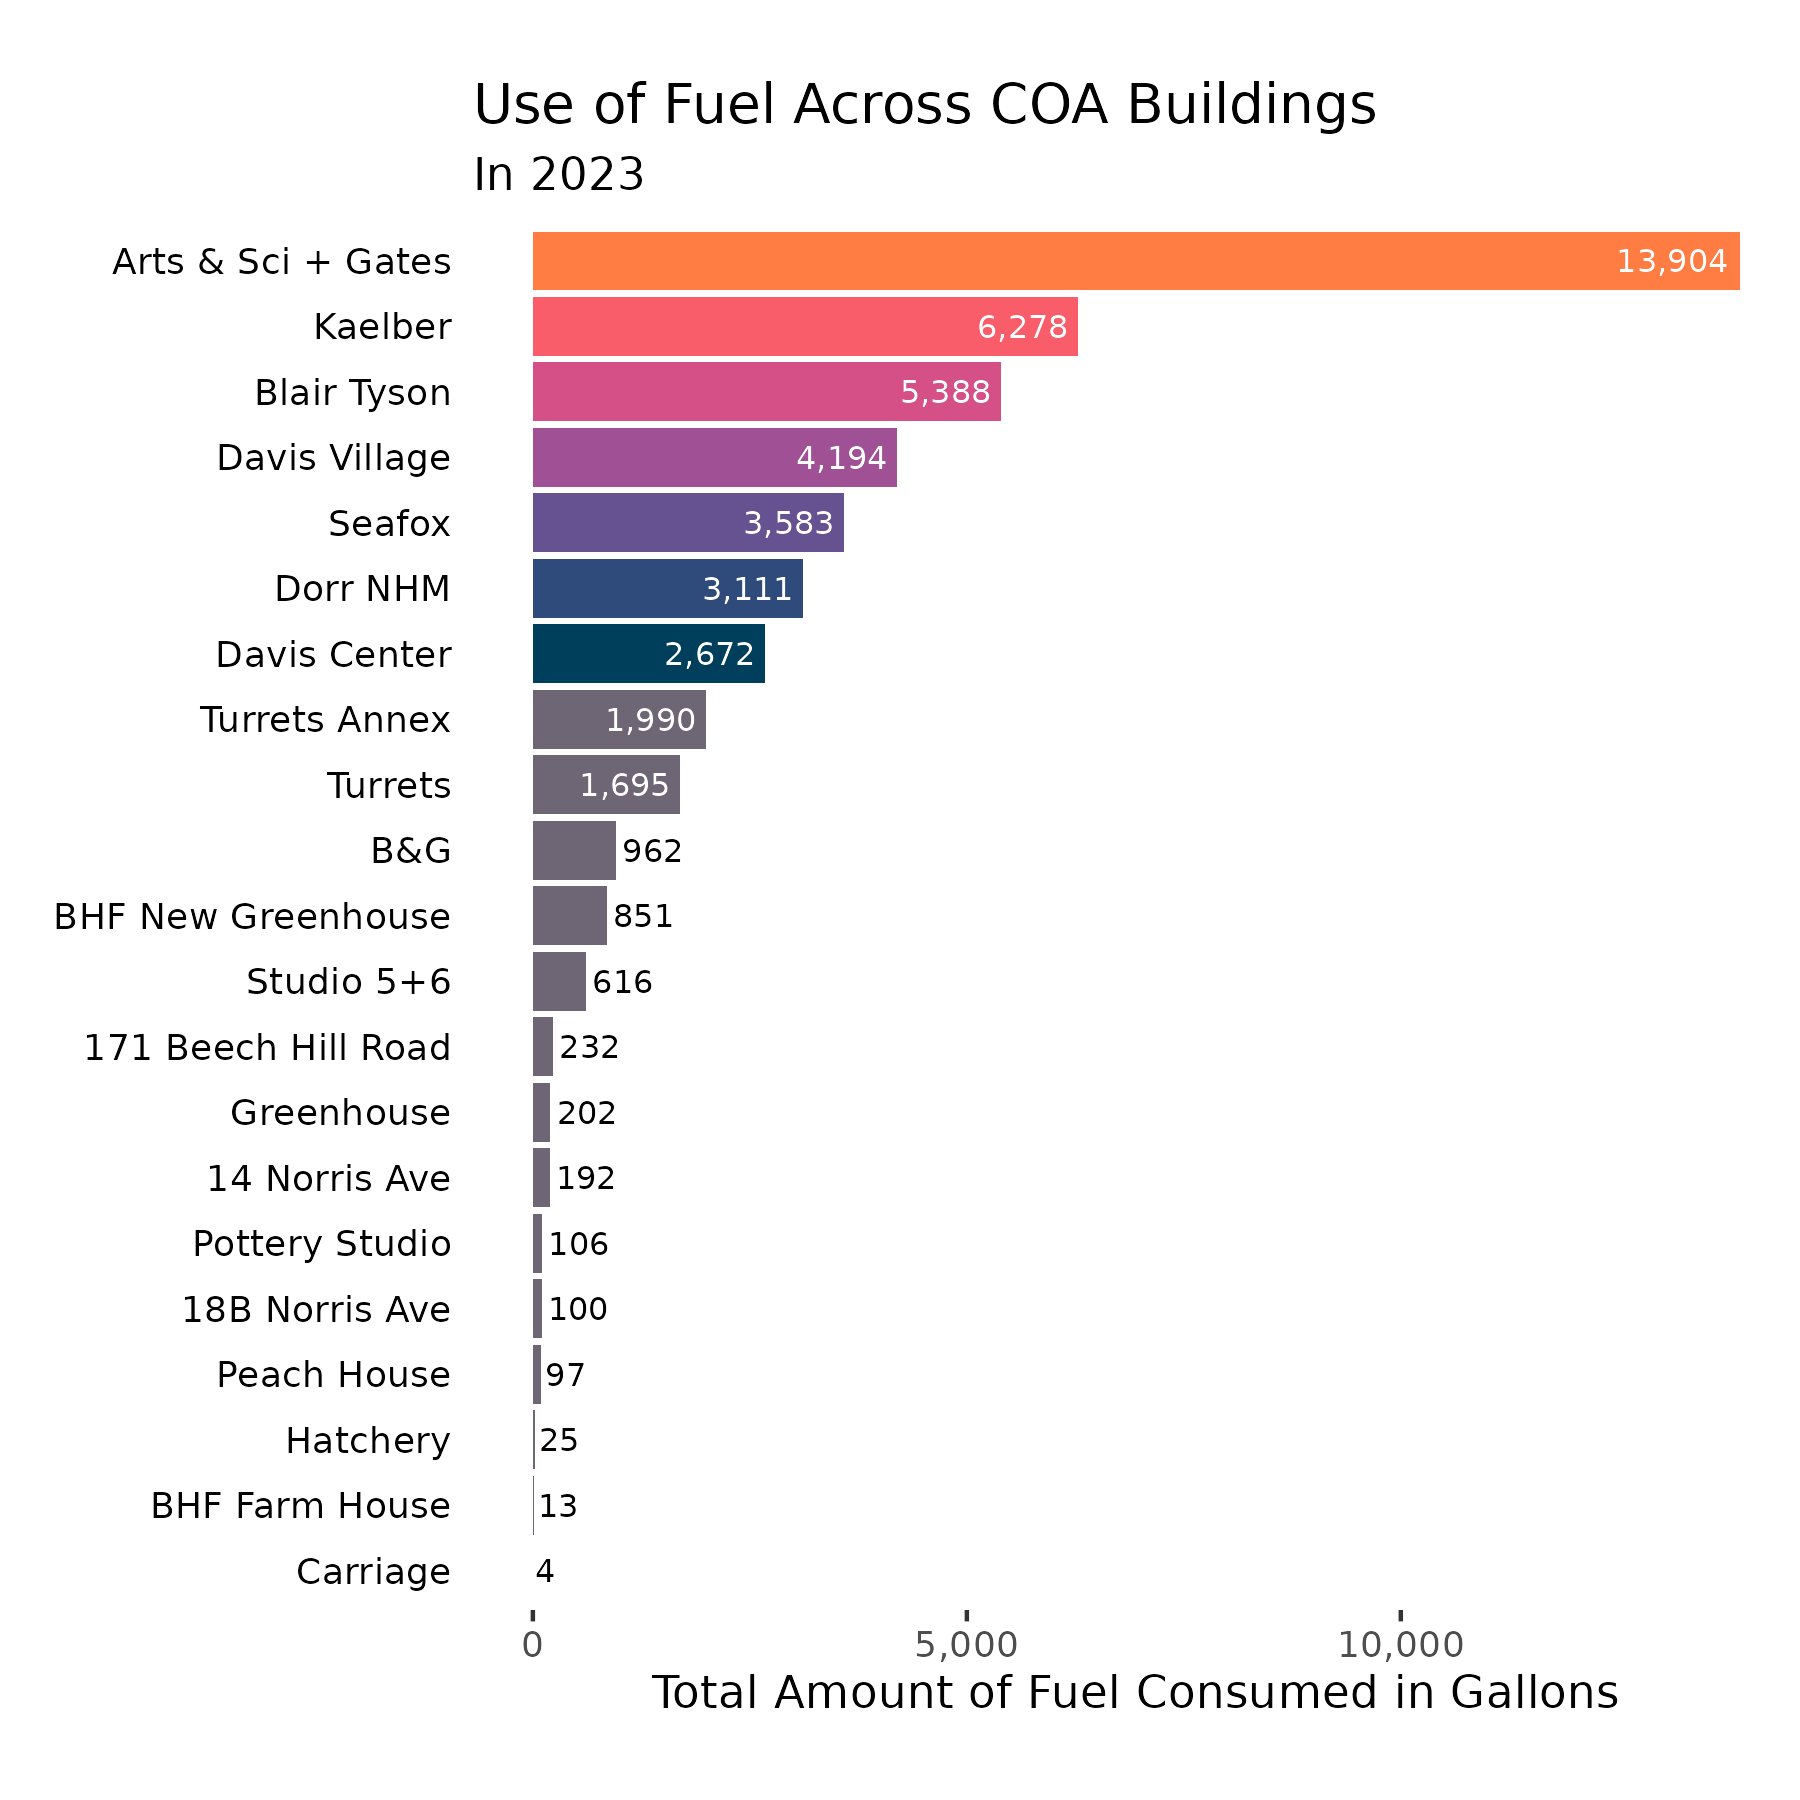 Use of Fuel Across COA Buildings
In 2023
Arts & Sci + Gates 13,904
Kaelber 6,278
Blair Tyson 5,388
Davis Village 4,194
Seafox 3,583
Dorr NHM 3,111
Davis Center 2,672
Turrets Annex 1,990
Turrets 1,695
B&G 962
BHF New Greenhouse 851
Studio 5+6 616
171 Beech Hill Road 232
Greenhouse 202
14 Norris Ave 192
Pottery Studio 106
18B Norris Ave 100
Peach House 97
Hatchery 25
BHF Farm House 13
Carriage 4
0 5,000 10,000
Total Amount of Fuel Consumed in Gallons